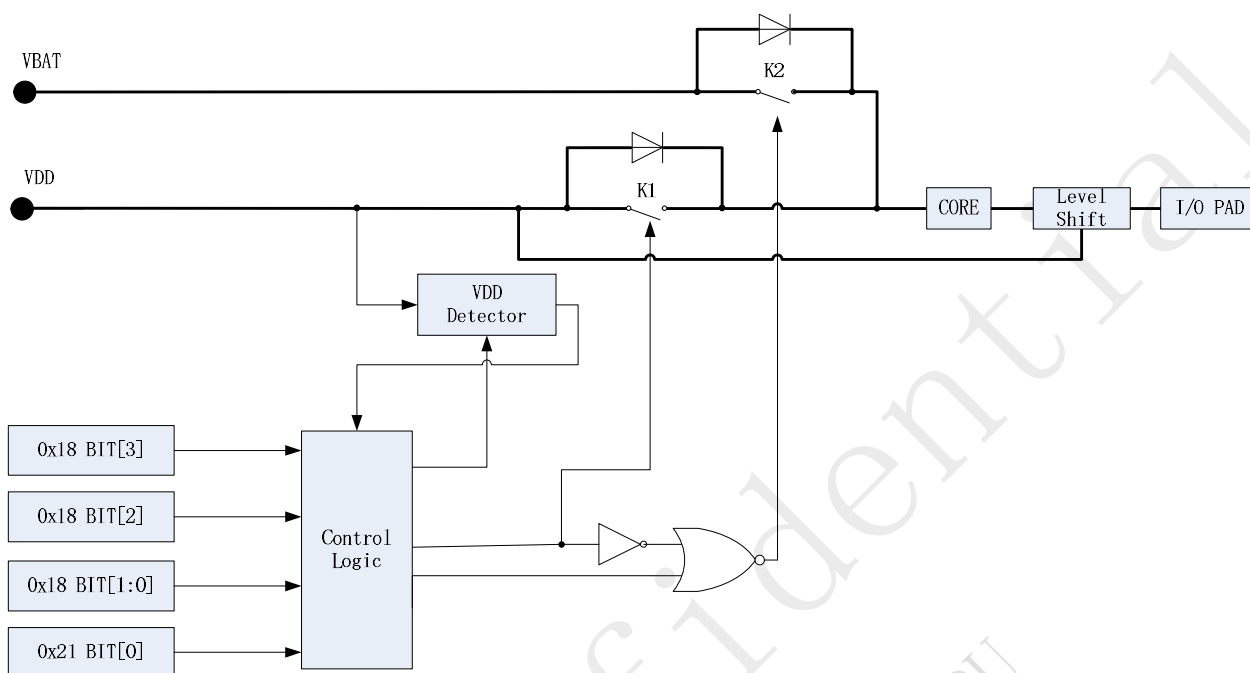 VBAT
K2
VDD
K1
CORE
Level
Shift
I/O PAD
VDD
Detector
0x18 BIT[3]
0x18 BIT[2]
Control
Logic
0x18 BIT[1:0]
0x21 BIT[0]
fidential